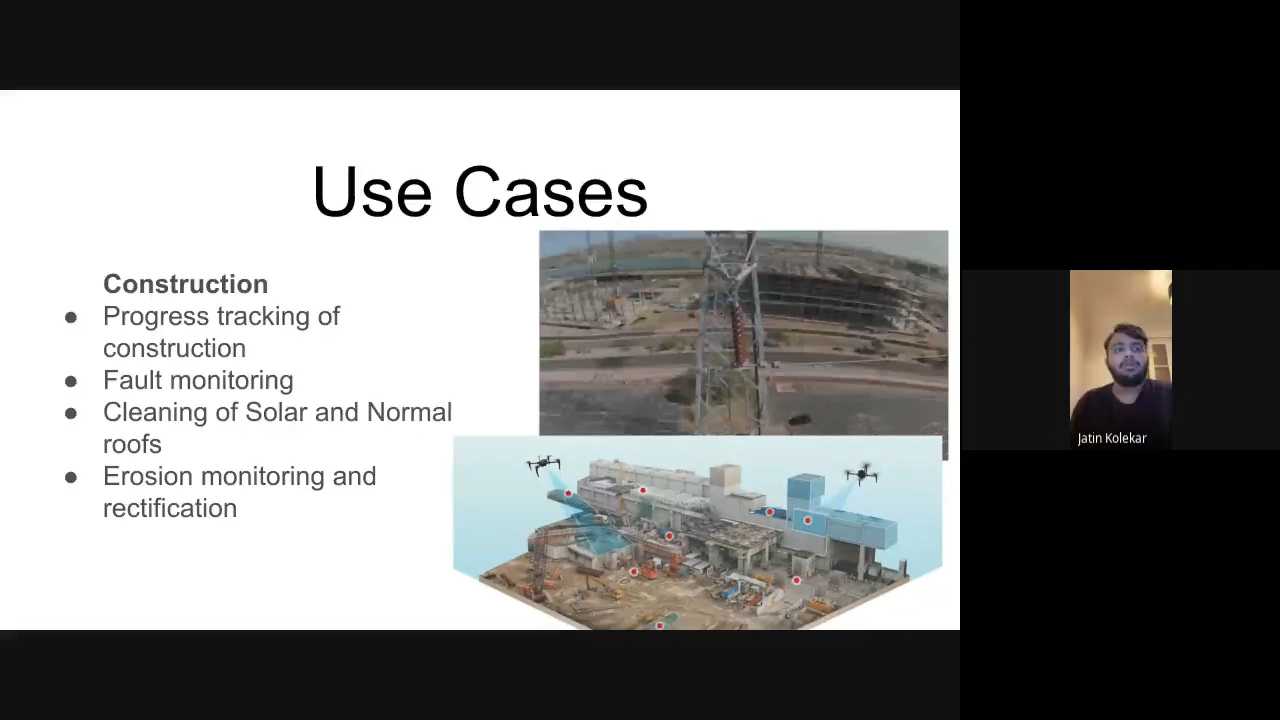 Use Cases
Construction
● Progress tracking of
construction
● Fault monitoring
● Cleaning of Solar and Normal
roofs
● Erosion monitoring and
rectification
Jatin Kolekar